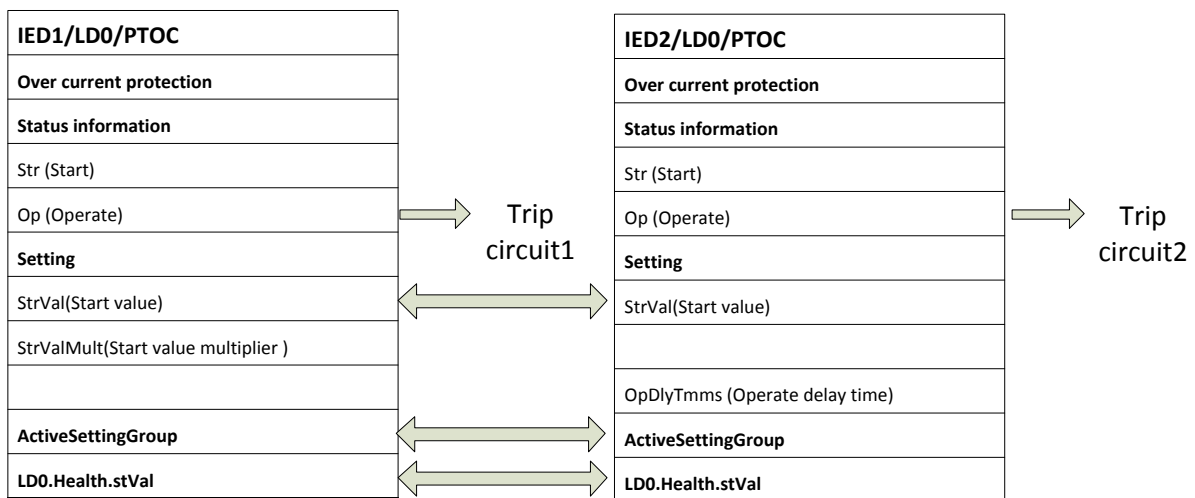 IED1/LD0/PTOC
Over current protection
Status information
Str (Start)
Op (Operate)
Setting
StrVal(Start value)
StrValMult(Start value multiplier )
ActiveSettingGroup
LD0.Health.stVal
Trip
circuit1
IED2/LD0/PTOC
Over current protection
Status information
Str (Start)
Op (Operate)
Setting
StrVal(Start value)
OpDlyTmms (Operate delay time)
ActiveSettingGroup
LD0.Health.stVal
Trip
circuit2